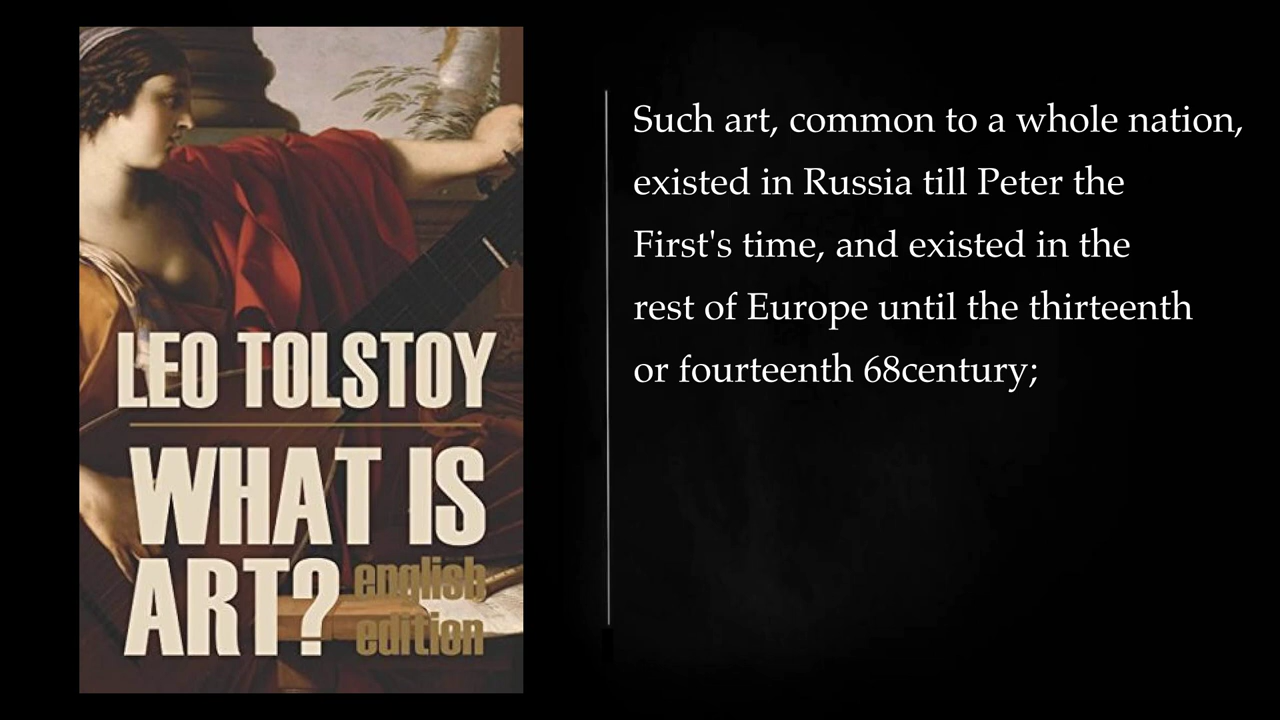 LEO TOLSTOY
WHAT IS
ART? english
edition
Such art, common to a whole nation,
existed in Russia till Peter the
First's time, and existed in the
rest of Europe until the thirteenth
or fourteenth 68century;